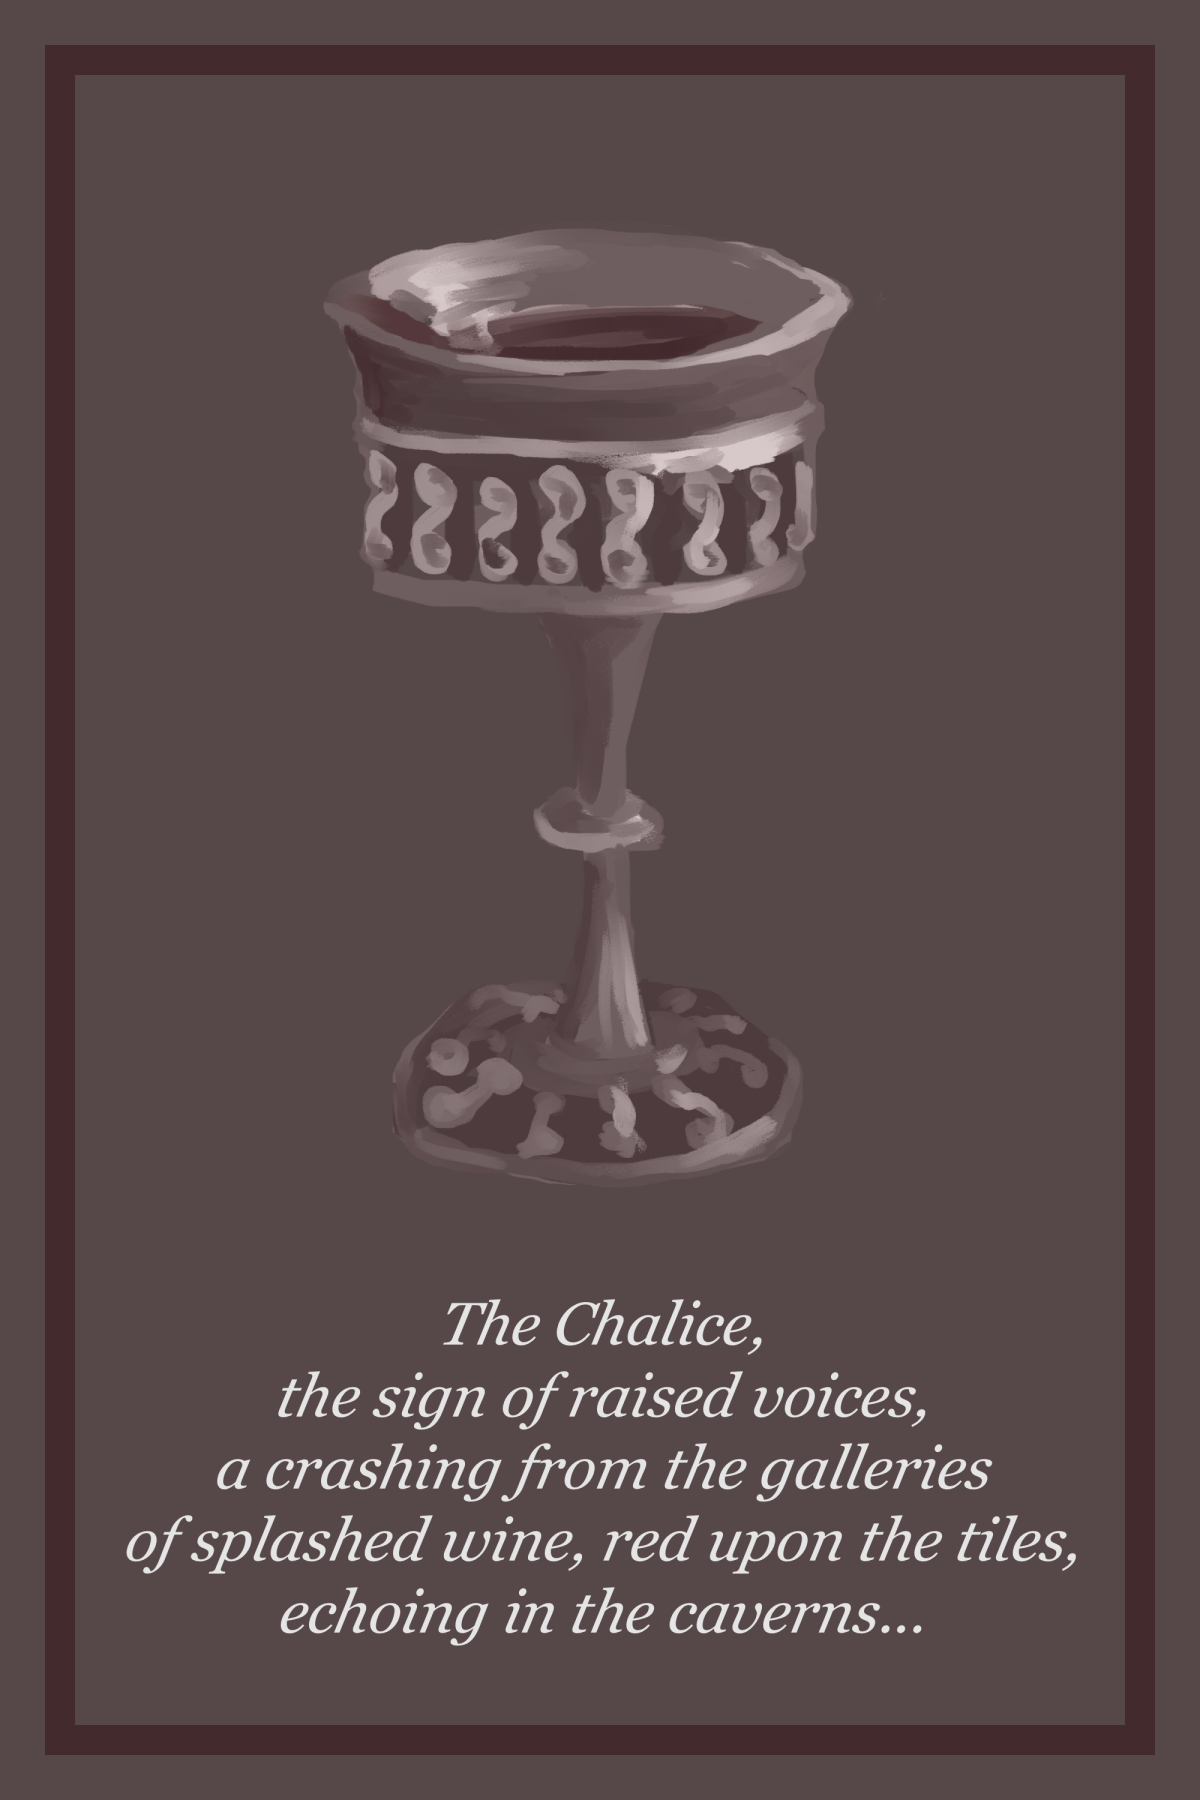 The Chalice,
the sign of raised voices,
a crashing from the galleries
of splashed wine, red upon the tiles,
echoing in the caverns...